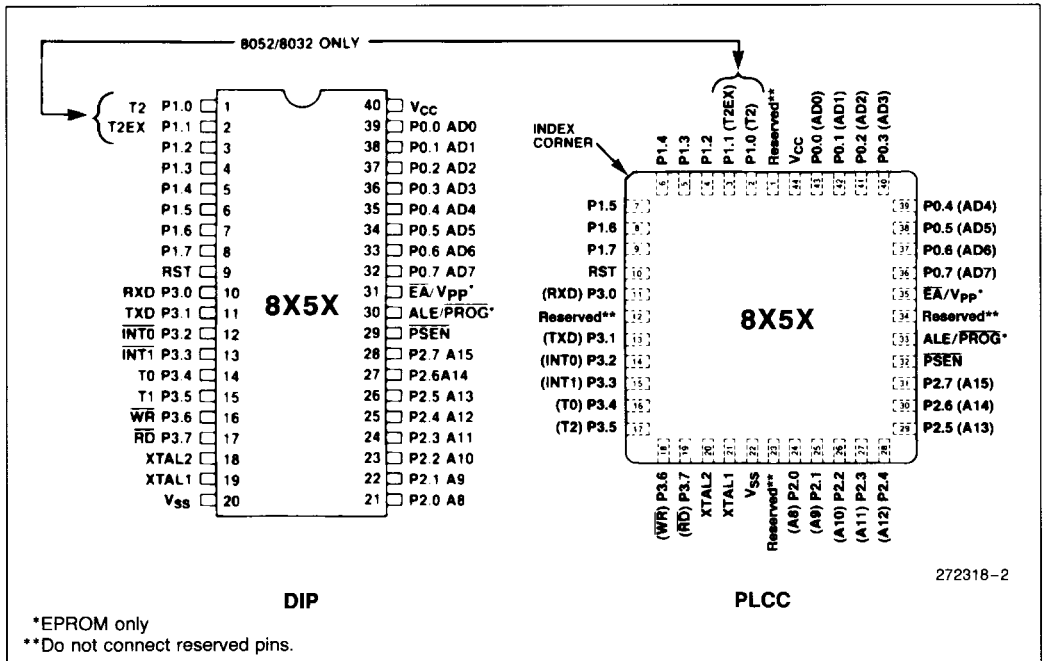 8052/8032 ONLY
T2 P1.0 1
T2EX P1.1 2
P1.2 3
P1.3 4
P1.4 5
P1.5 6
P1.6 7
P1.7 8
RST 9
RXD P3.0 10
TXD P3.1 11
INT0 P3.2 12
INT1 P3.3 13
T0 P3.4 14
T1 P3.5 15
WR P3.6 16
RD P3.7 17
XTAL2 18
XTAL1 19
VSS 20
8X5X
40 VCC
39 P0.0 AD0
38 P0.1 AD1
37 P0.2 AD2
36 P0.3 AD3
35 P0.4 AD4
34 P0.5 AD5
33 P0.6 AD6
32 P0.7 AD7
31 EA/VPP*
30 ALE/PROG*
29 PSEN
28 P2.7 A15
27 P2.6A14
26 P2.5 A13
25 P2.4 A12
24 P2.3 A11
23 P2.2 A10
22 P2.1 A9
21 P2.0 A8
DIP
INDEX
CORNER
P1.4 6
P1.3 5
P1.2 4
P1.1 (T2EX) 3
P1.0 (T2) 2
Reserved** 1
VCC 44
P0.0 (AD0) 43
P0.1 (AD1) 42
P0.2 (AD2) 41
P0.3 (AD3) 40
P1.5 7
P1.6 8
P1.7 9
RST 10
(RXD) P3.0 11
Reserved** 12
(TXD) P3.1 13
(INT0) P3.2 14
(INT1) P3.3 15
(T0) P3.4 16
(T2) P3.5 17
8X5X
39 P0.4 (AD4)
38 P0.5 (AD5)
37 P0.6 (AD6)
36 P0.7 (AD7)
35 EA/VPP*
34 Reserved**
33 ALE/PROG*
32 PSEN
31 P2.7 (A15)
30 P2.6 (A14)
29 P2.5 (A13)
18 (WR) P3.6
19 (RD) P3.7
20 XTAL2
21 XTAL1
22 VSS
23 Reserved**
24 (A8) P2.0
25 (A9) P2.1
26 (A10) P2.2
27 (A11) P2.3
28 (A12) P2.4
PLCC
272318-2
*EPROM only
**Do not connect reserved pins.